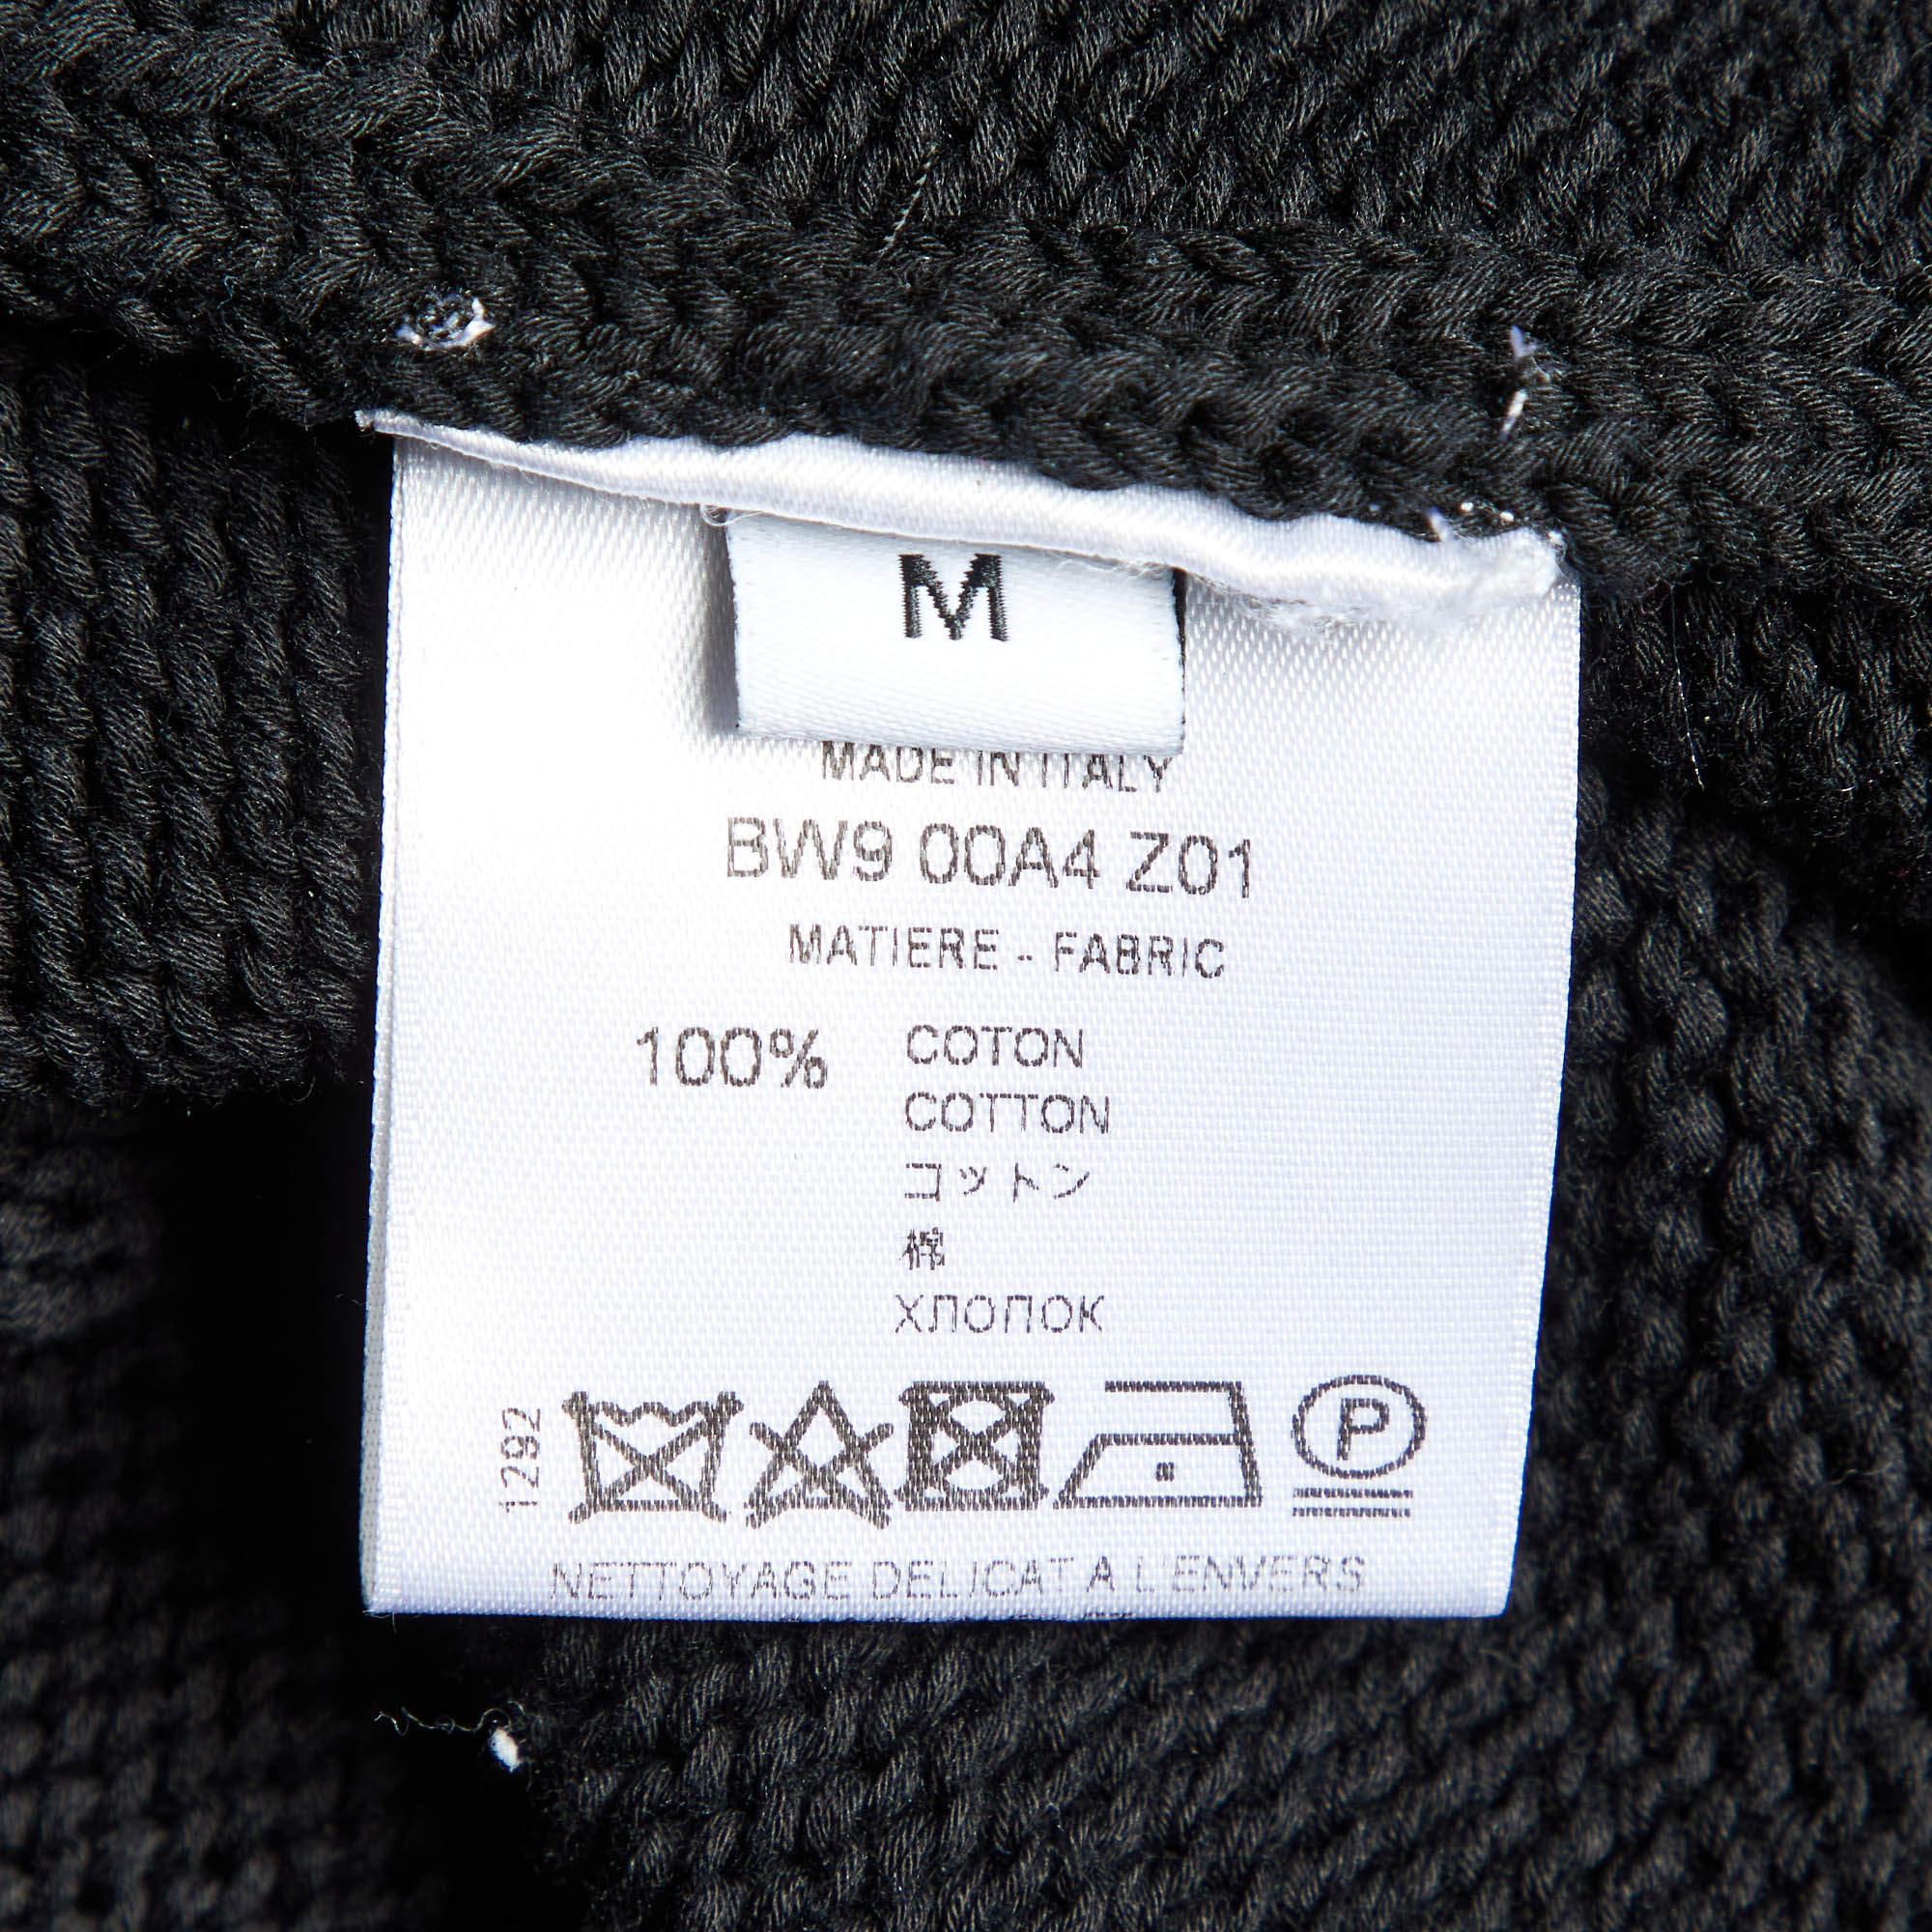 M
MADE IN ITALY
BW9 00A4 Z01
MATIERE - FABRIC
100% COTON
COTTON
コットン
棉
ХЛОПОК
1292
P
NETTOYAGE DELICAT A L'ENVERS